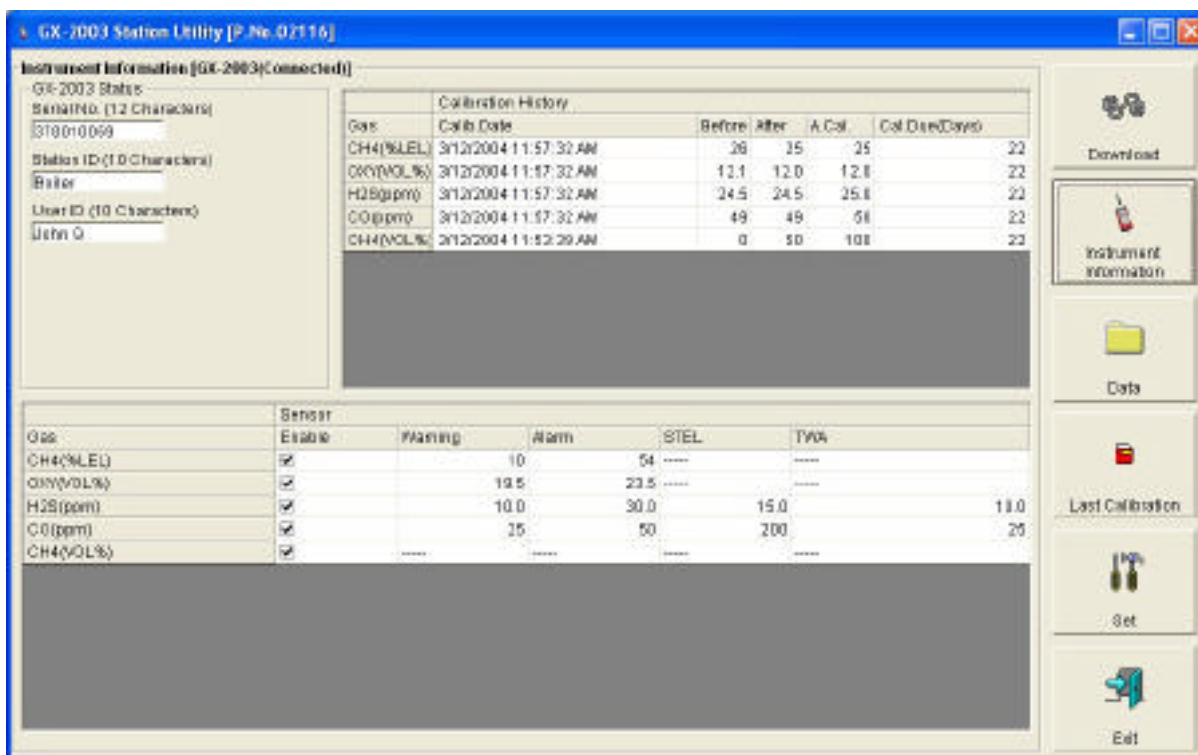 GX-2003 Station Utility [P.No.02116]
Instrument Information [GX-2003(Connected)]
GX-2003 Status
Serial No. (12 Characters)
Station ID (10 Characters)
Boiler
User ID (10 Characters)
John Q
Calibration History
Gas Calib.Date Before After A.Cal. Cal.Due(Days)
CH4(%LEL) 3/12/2004 11:57:32 AM 26 25 25 22
OXY(VOL%) 3/12/2004 11:57:32 AM 12.1 12.0 12.0 22
H2S(ppm) 3/12/2004 11:57:32 AM 24.5 24.5 25.0 22
CO(ppm) 3/12/2004 11:57:32 AM 49 49 50 22
CH4(VOL% 3/12/2004 0 50 100 22
Sensor
Gas Enable Warning Alarm STEL TWA
CH4(%LEL) 10 54 ----- -----
OXY(VOL%) 19.5 23.5 ----- -----
H2S(ppm) 10.0 30.0 15.0 10.0
CO(ppm) 25 50 200 25
CH4(VOL%) ----- ----- ----- -----
Download
Instrument
Information
Data
Last Calibration
Set
Exit